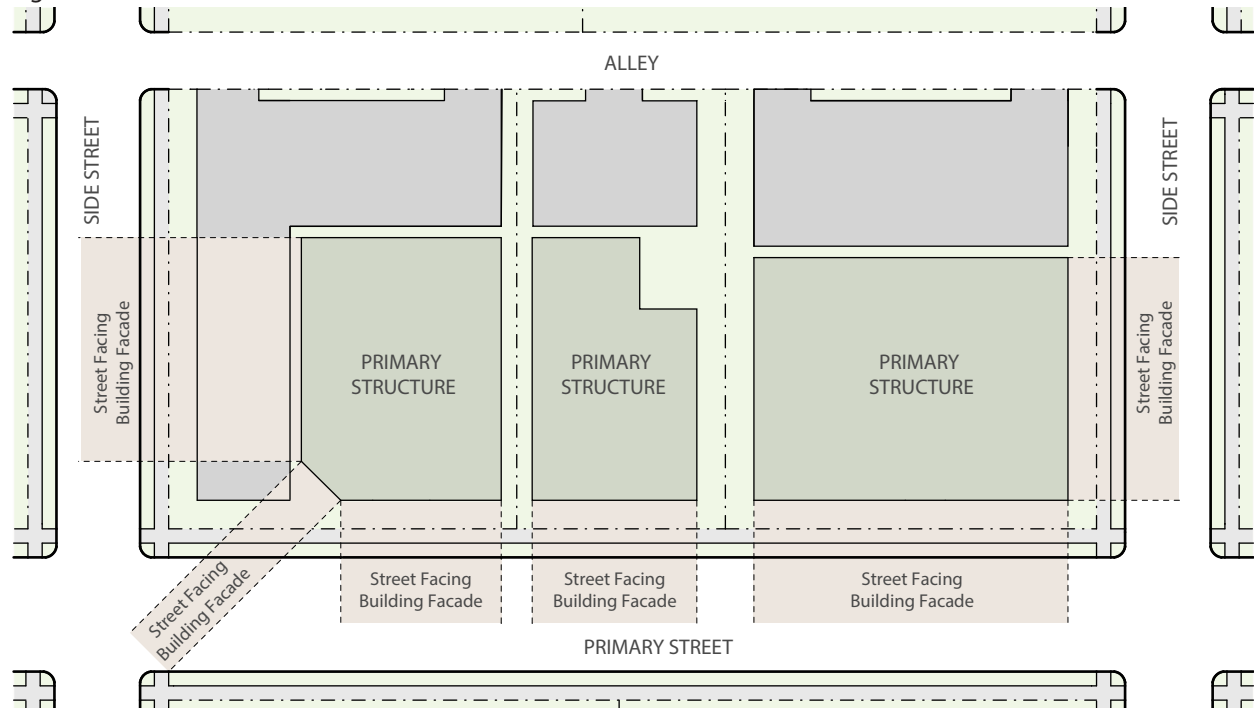 ALLEY
SIDE STREET
SIDE STREET
Street Facing
Building Facade
PRIMARY
STRUCTURE
PRIMARY
STRUCTURE
PRIMARY
STRUCTURE
Street Facing
Building Facade
Street Facing
Building Facade
Street Facing
Building Facade
Street Facing
Building Facade
Street Facing
Building Facade
PRIMARY STREET